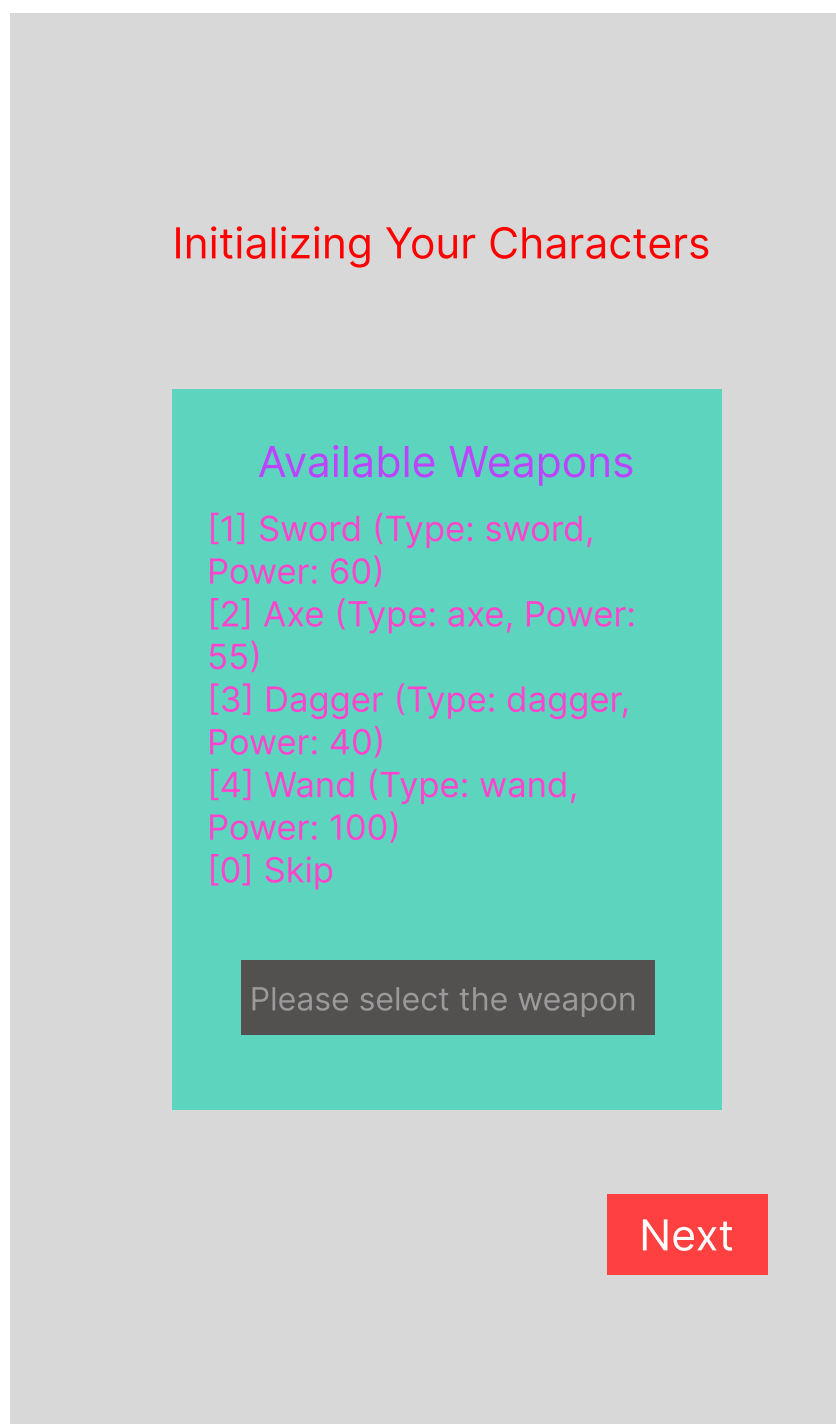 Initializing Your Characters
Available Weapons
[1] Sword (Type: sword,
Power: 60)
[2] Axe (Type: axe, Power:
55)
[3] Dagger (Type: dagger,
Power: 40)
[4] Wand (Type: wand,
Power: 100)
[0] Skip
Please select the weapon
Next